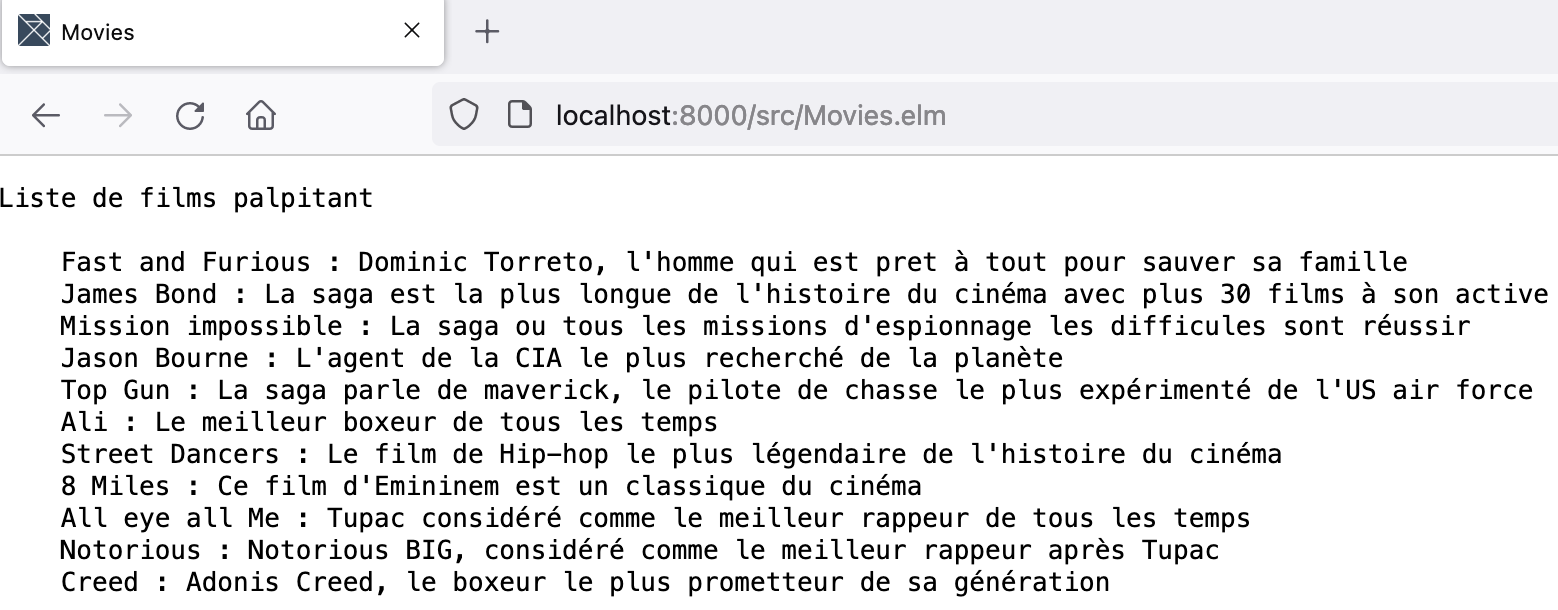 Movies
localhost:8000/src/Movies.elm
Liste de films palpitant
Fast and Furious : Dominic Torreto, l'homme qui est pret à tout pour sauver sa famille
James Bond : La saga est la plus longue de l'histoire du cinéma avec plus 30 films à son active
Mission impossible : La saga ou tous les missions d'espionnage les difficules sont réussir
Jason Bourne : L'agent de la CIA le plus recherché de la planète
Top Gun : La saga parle de maverick, le pilote de chasse le plus expérimenté de l'US air force
Ali : Le meilleur boxeur de tous les temps
Street Dancers : Le film de Hip-hop le plus légendaire de l'histoire du cinéma
8 Miles : Ce film d'Emininem est un classique du cinéma
All eye all Me : Tupac considéré comme le meilleur rappeur de tous les temps
Notorious : Notorious BIG, considéré comme le meilleur rappeur après Tupac
Creed : Adonis Creed, le boxeur le plus prometteur de sa génération